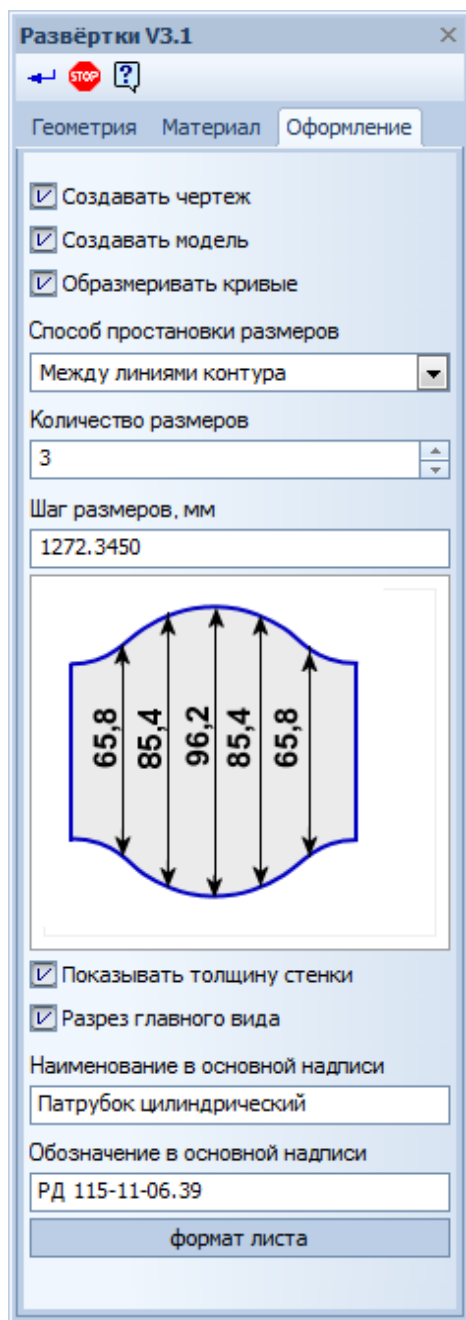 Развёртки V3.1
STOP
Геометрия Материал Оформление
Создавать чертеж
Создавать модель
Образмеривать кривые
Способ простановки размеров
Между линиями контура
Количество размеров
3
Шаг размеров, мм
1272.3450
65,8 85,4 96,2 85,4 65,8
Показывать толщину стенки
Разрез главного вида
Наименование в основной надписи
Патрубок цилиндрический
Обозначение в основной надписи
РД 115-11-06.39
формат листа